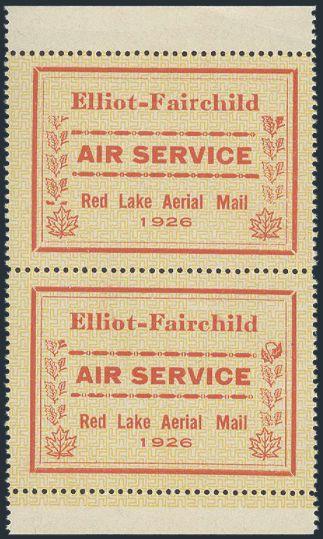 Elliot-Fairchild
AIR SERVICE
Red Lake Aerial Mail
1926
Elliot-Fairchild
AIR SERVICE
Red Lake Aerial Mail
1926